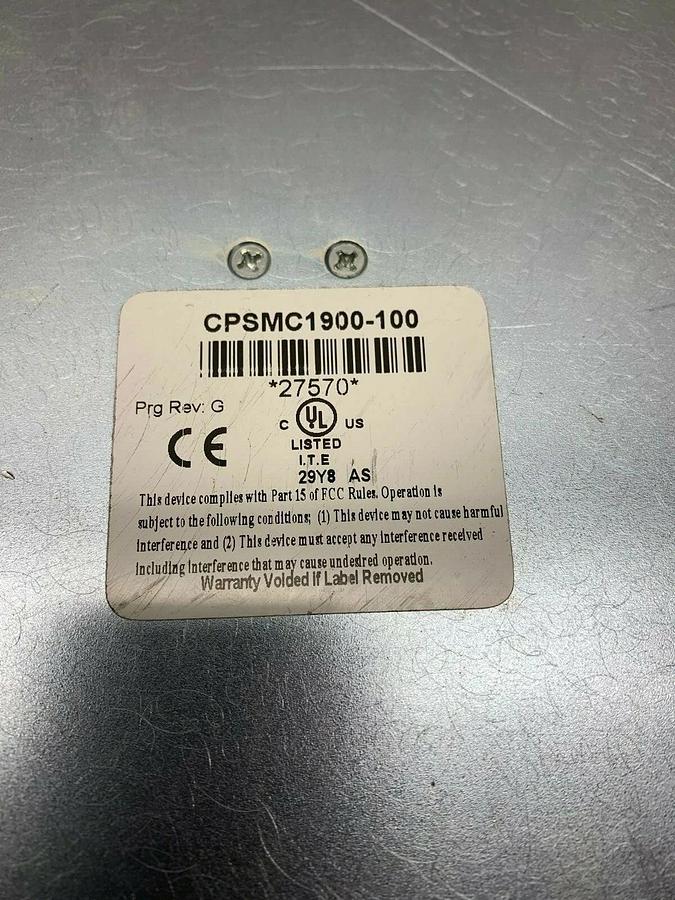 CPSMC1900-100
*27570*
Prg Rev: G
CE
C UL US
LISTED
I.T.E
29Y8 AS
This device complies with Part 15 of FCC Rules. Operation is
subject to the following conditions; (1) This device may not cause harmful
interference and (2) This device must accept any interference received
including interference that may cause undesired operation.
Warranty Voided If Label Removed